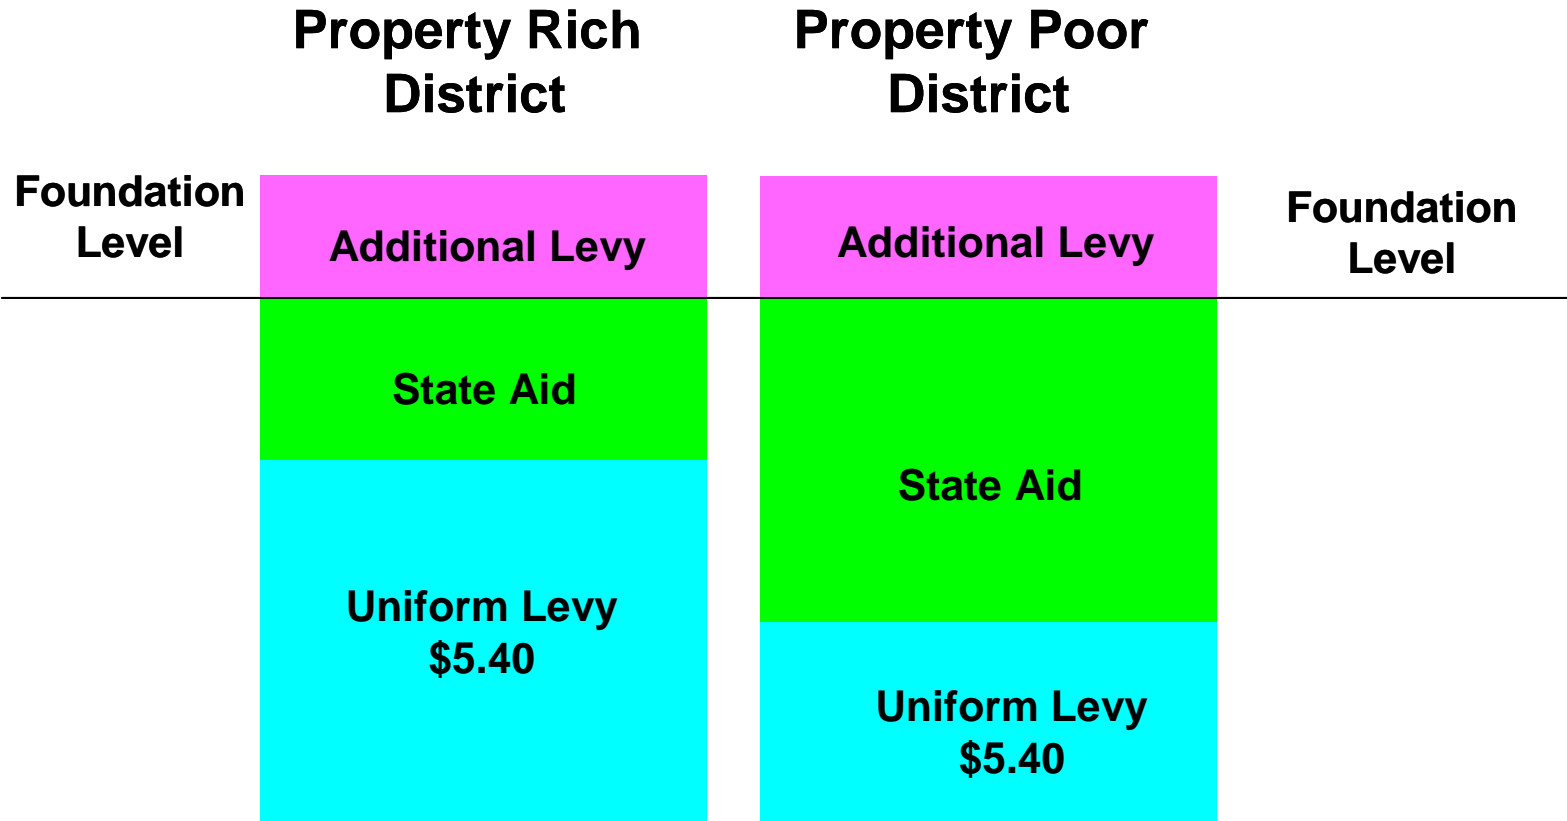 Property Rich
District
Property Poor
District
Foundation
Level
Additional Levy
Additional Levy
Foundation
Level
State Aid
State Aid
Uniform Levy
$5.40
Uniform Levy
$5.40